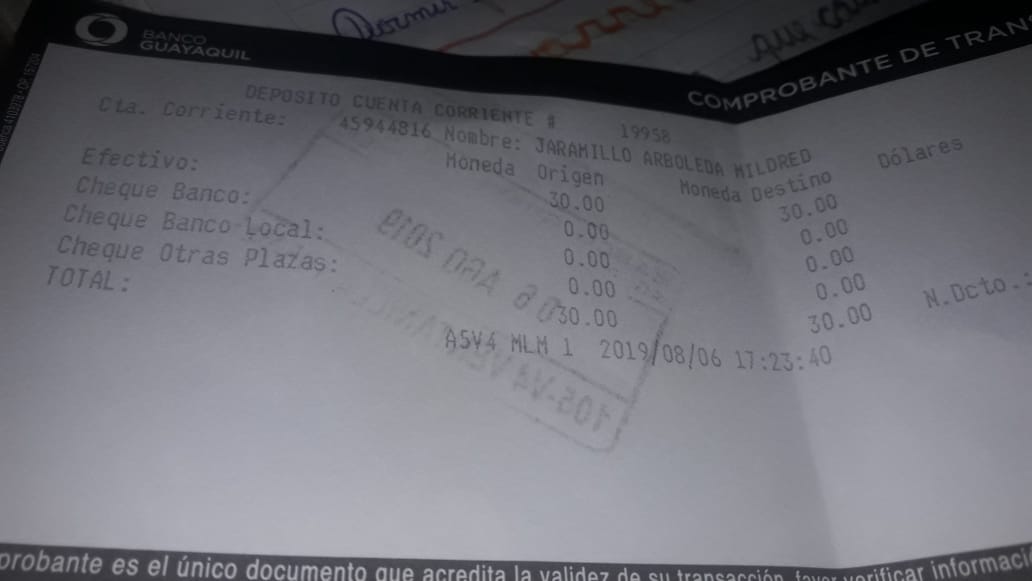 Dormir
que
BANCO
GUAYAQUIL
COMPROBANTE DE TRAN
DEPOSITO CUENTA CORRIENTE # 19958
Cta. Corriente: 45944816 Nombre: JARAMILLO ARBOLEDA MILDRED
Moneda Origen Moneda Destino Dólares
Efectivo: 30.00 30.00
Cheque Banco: 0.00 0.00
Cheque Banco Local: 0.00 0.00
Cheque Otras Plazas: 0.00 0.00
TOTAL: 30.00 30.00 N.Dcto.:
A5V4 MLM 1 2019/08/06 17:23:40
06 AGO 2019
probante es el único documento que acredita la validez de su transacción, favor verificar informaci